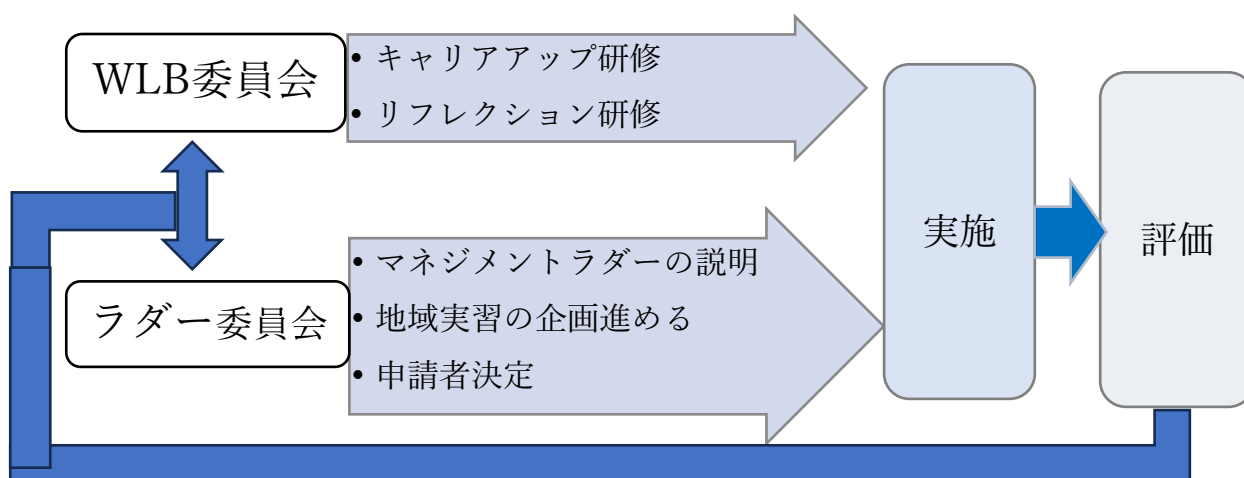 WLB委員会
• キャリアアップ研修
• リフレクション研修
ラダー委員会
• マネジメントラダーの説明
• 地域実習の企画進める
• 申請者決定
実施
評価